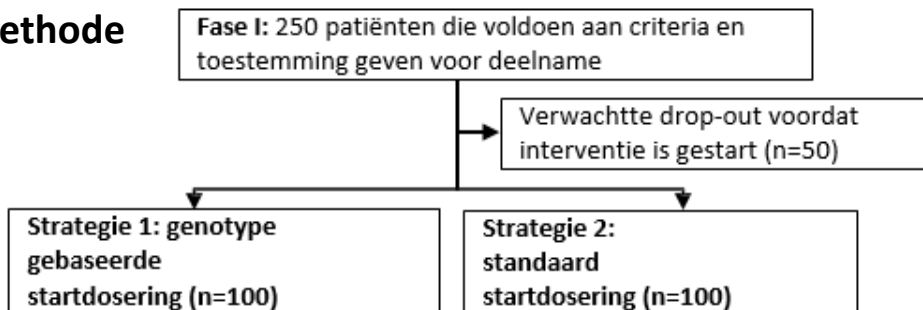 ethode
Fase I: 250 patiënten die voldoen aan criteria en
toestemming geven voor deelname
Verwachtte drop-out voordat
interventie is gestart (n=50)
Strategie 1: genotype
gebaseerde
startdosering (n=100)
Strategie 2:
standaard
startdosering (n=100)